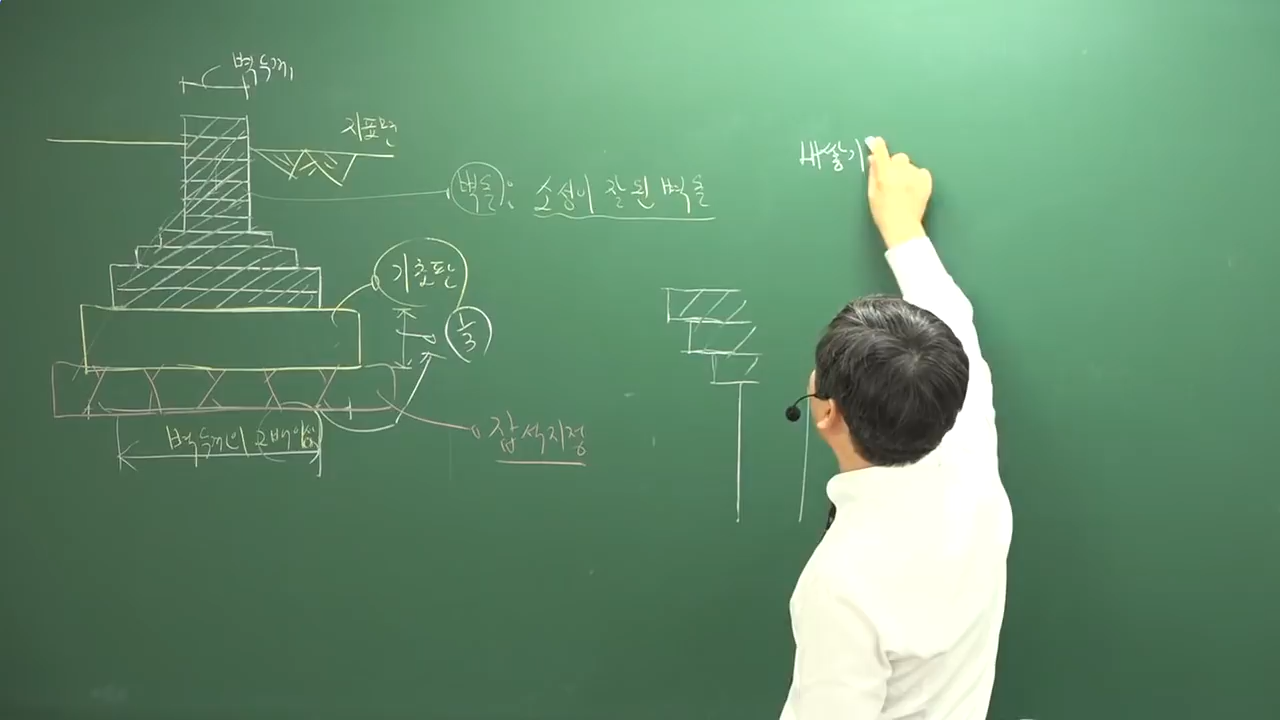 벽두께
지표면
벽돌; 소성이 잘 된 벽돌
기초판
1/3
벽두께의 2배 이상
잡석지정
내쌓기